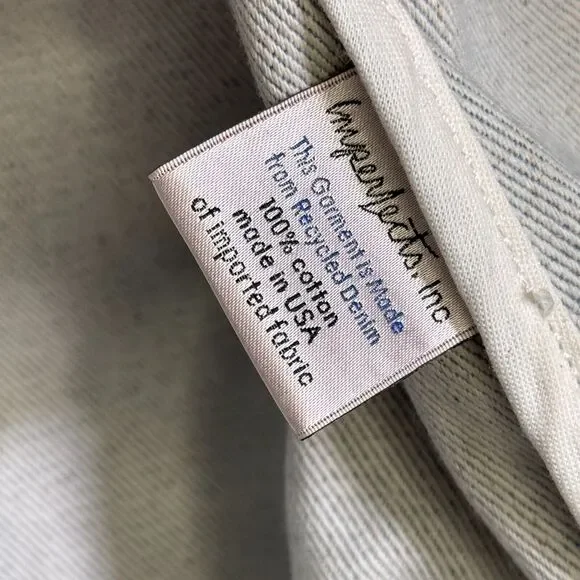 Imperfects, Inc
This Garment is Made
from Recycled Denim
100% cotton
made in USA
of imported fabric